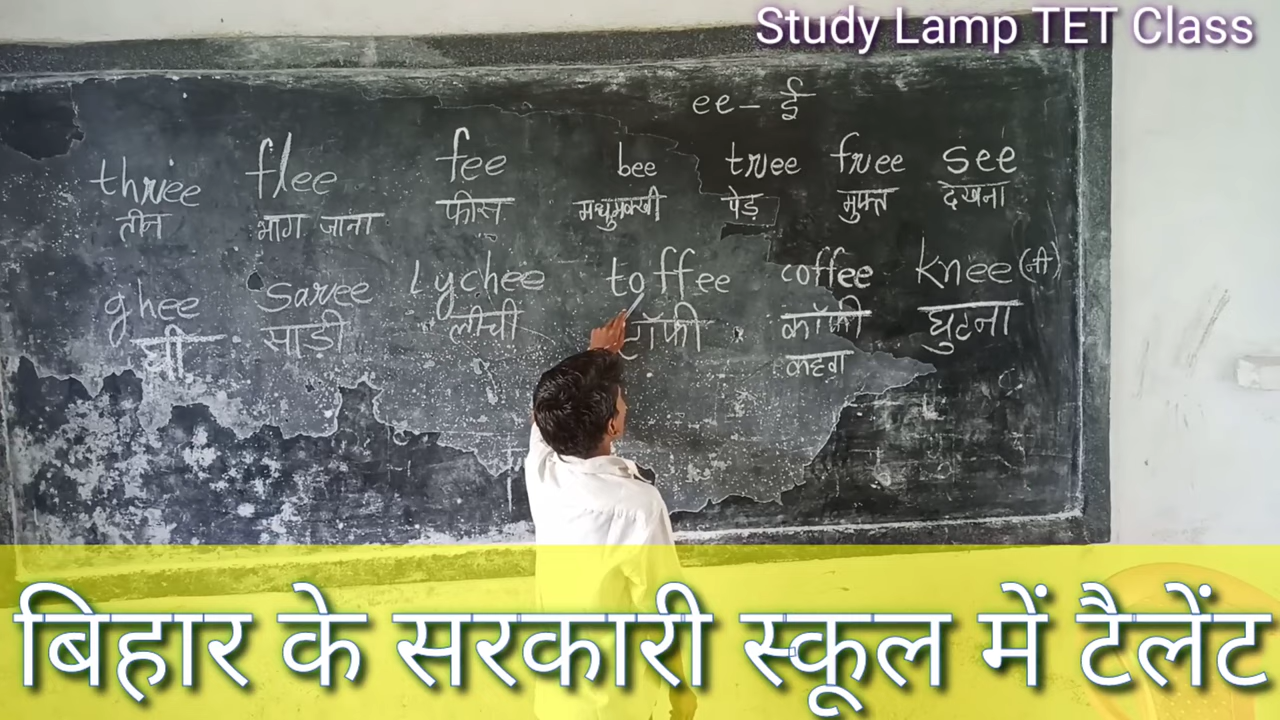 Study Lamp TET Class
ee – ई
three flee fee bee tree free see
तीन भाग जाना फीस मधुमक्खी पेड़ मुफ्त देखना
ghee saree Lychee toffee coffee knee (नी)
घी साड़ी लीची टॉफी कॉफी घुटना
कहवा
बिहार के सरकारी स्कूल में टैलेंट